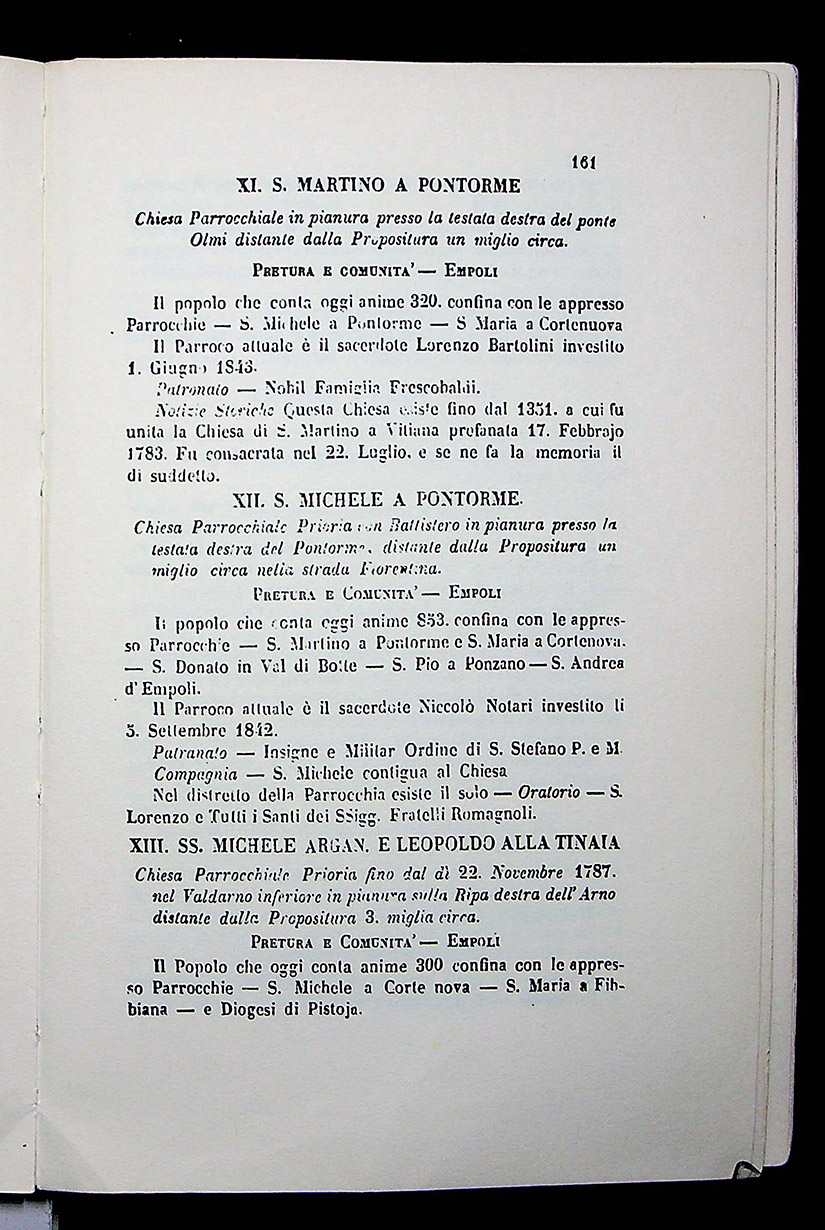 161
XI. S. MARTINO A PONTORME
Chiesa Parrocchiale in pianura presso la testata destra del ponte
Olmi distante dalla Propositura un miglio circa.
PRETURA E COMUNITA' — EMPOLI
Il popolo che conta oggi anime 320. confina con le appresso
Parrocchie — S. Michele a Pontorme — S Maria a Cortenuova
Il Parroco attuale è il sacerdote Lorenzo Bartolini investito
1. Giugno 1843.
Patronato — Nobil Famiglia Frescobaldi.
Notizie Storiche Questa Chiesa esiste fino dal 1351. a cui fu
unita la Chiesa di S. Martino a Vitiana profanata 17. Febbrajo
1783. Fu consacrata nel 22. Luglio, e se ne fa la memoria il
di suddetto.
XII. S. MICHELE A PONTORME.
Chiesa Parrocchiale Prioria con Battistero in pianura presso la
testata destra del Pontorme, distante dalla Propositura un
miglio circa nella strada Fiorentina.
PRETURA E COMUNITA' — EMPOLI
Il popolo che conta oggi anime 853. confina con le appres-
so Parrocchie — S. Martino a Pontorme e S. Maria a Cortenova.
— S. Donato in Val di Botte — S. Pio a Ponzano — S. Andrea
d' Empoli.
Il Parroco attuale è il sacerdote Niccolò Notari investito li
5. Settembre 1842.
Patranato — Insigne e Militar Ordine di S. Stefano P. e M.
Compagnia — S. Michele contigua al Chiesa
Nel distretto della Parrocchia esiste il solo — Oratorio — S.
Lorenzo e Tutti i Santi dei SSigg. Fratelli Romagnoli.
XIII. SS. MICHELE ARGAN. E LEOPOLDO ALLA TINAIA
Chiesa Parrocchiale Prioria fino dal dì 22. Novembre 1787.
nel Valdarno inferiore in pianura sulla Ripa destra dell' Arno
distante dalla Propositura 3. miglia circa.
PRETURA E COMUNITA' — EMPOLI
Il Popolo che oggi conta anime 300 confina con le appres-
so Parrocchie — S. Michele a Corte nova — S. Maria a Fib-
biana — e Diogesi di Pistoja.